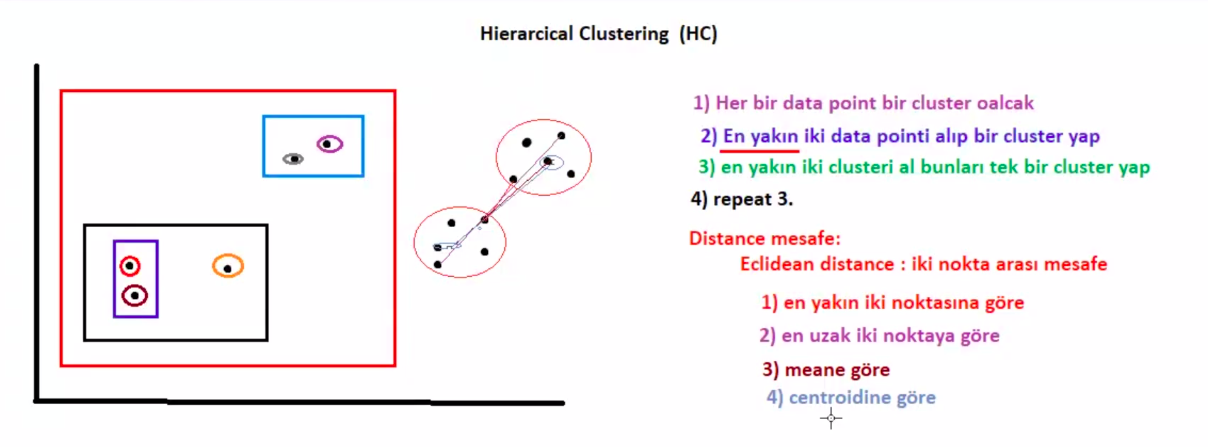 Hierarcical Clustering (HC)
1) Her bir data point bir cluster oalcak
2) En yakın iki data pointi alıp bir cluster yap
3) en yakın iki clusteri al bunları tek bir cluster yap
4) repeat 3.
Distance mesafe:
Eclidean distance : iki nokta arası mesafe
1) en yakın iki noktasına göre
2) en uzak iki noktaya göre
3) meane göre
4) centroidine göre